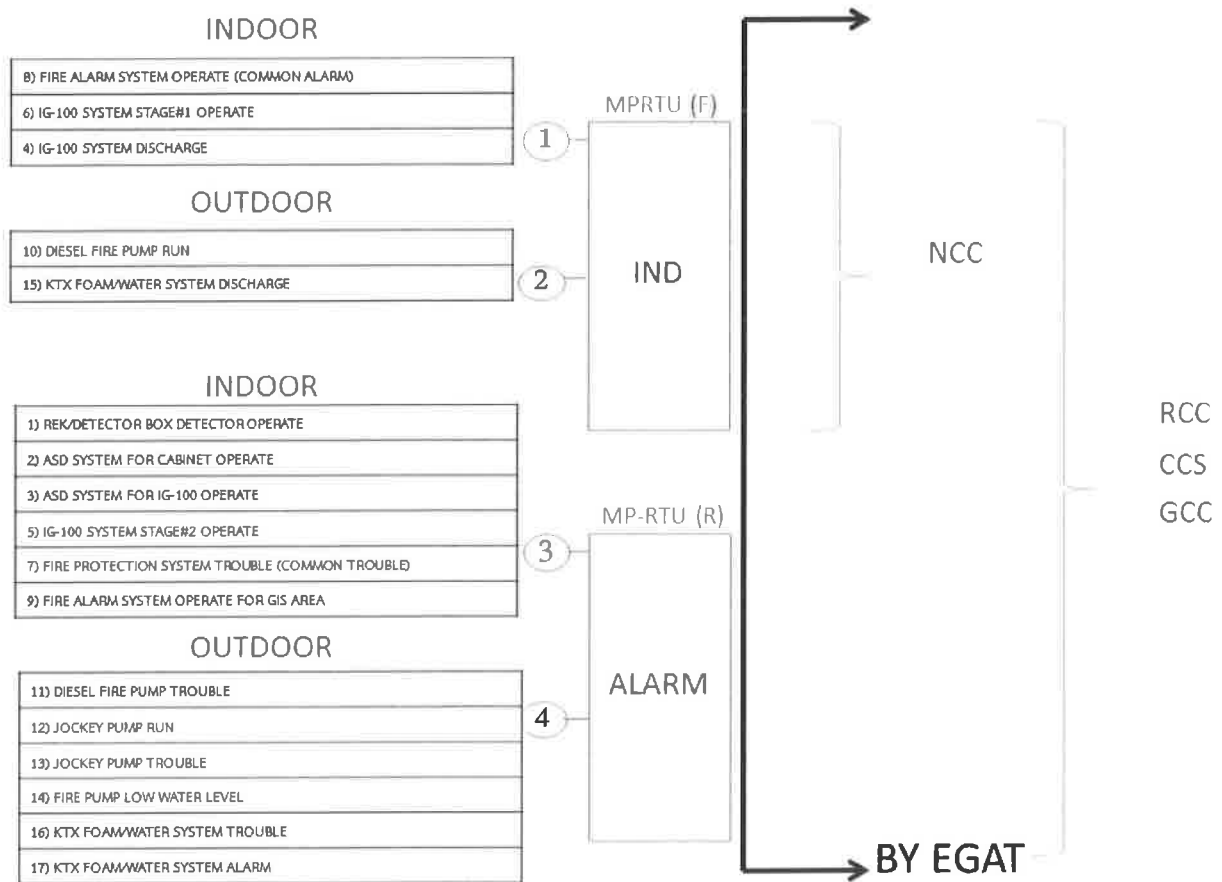 INDOOR
8) FIRE ALARM SYSTEM OPERATE (COMMON ALARM)
6) IG-100 SYSTEM STAGE#1 OPERATE
4) IG-100 SYSTEM DISCHARGE
1
MPRTU (F)
OUTDOOR
10) DIESEL FIRE PUMP RUN
15) KTX FOAM/WATER SYSTEM DISCHARGE
2
IND
NCC
INDOOR
1) REK/DETECTOR BOX DETECTOR OPERATE
2) ASD SYSTEM FOR CABINET OPERATE
3) ASD SYSTEM FOR IG-100 OPERATE
5) IG-100 SYSTEM STAGE#2 OPERATE
7) FIRE PROTECTION SYSTEM TROUBLE (COMMON TROUBLE)
9) FIRE ALARM SYSTEM OPERATE FOR GIS AREA
3
MP-RTU (R)
RCC
CCS
GCC
OUTDOOR
11) DIESEL FIRE PUMP TROUBLE
12) JOCKEY PUMP RUN
13) JOCKEY PUMP TROUBLE
14) FIRE PUMP LOW WATER LEVEL
16) KTX FOAM/WATER SYSTEM TROUBLE
17) KTX FOAM/WATER SYSTEM ALARM
4
ALARM
BY EGAT